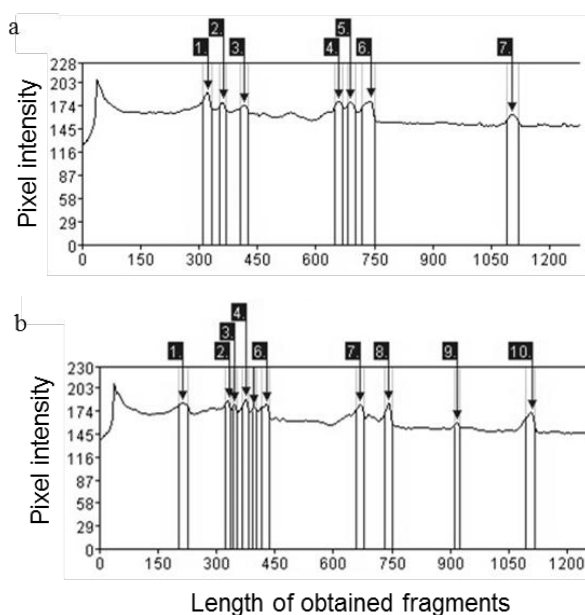 a
2. 5.
1. 3. 4. 6. 7.
228
203
174
145
116
87
58
29
0
0 150 300 450 600 750 900 1050 1200
Pixel intensity
b
4.
3.
1. 2. 6. 7. 8. 9. 10.
230
203
174
145
116
87
58
29
0
0 150 300 450 600 750 900 1050 1200
Pixel intensity
Length of obtained fragments